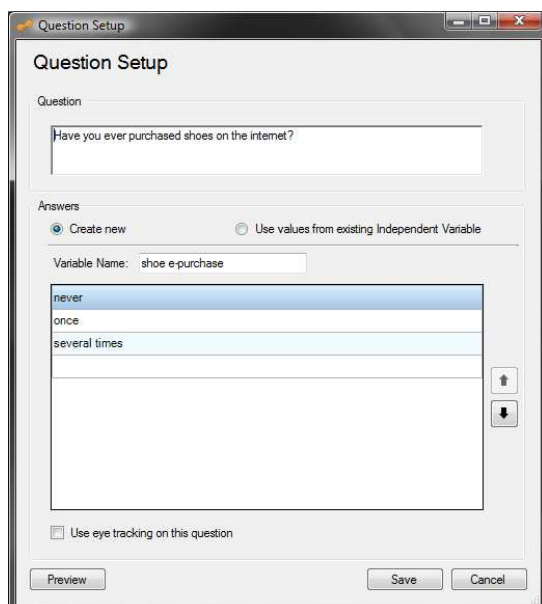 Question Setup
Question Setup
Question
Have you ever purchased shoes on the internet?
Answers
Create new
Use values from existing Independent Variable
Variable Name: shoe e-purchase
never
once
several times
Use eye tracking on this question
Preview
Save
Cancel